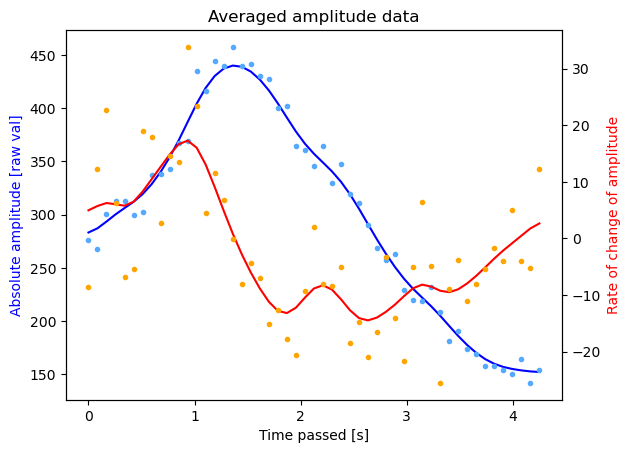 Averaged amplitude data
Absolute amplitude [raw val]
450
400
350
300
250
200
150
30
20
10
0
−10
−20
Rate of change of amplitude
0 1 2 3 4
Time passed [s]